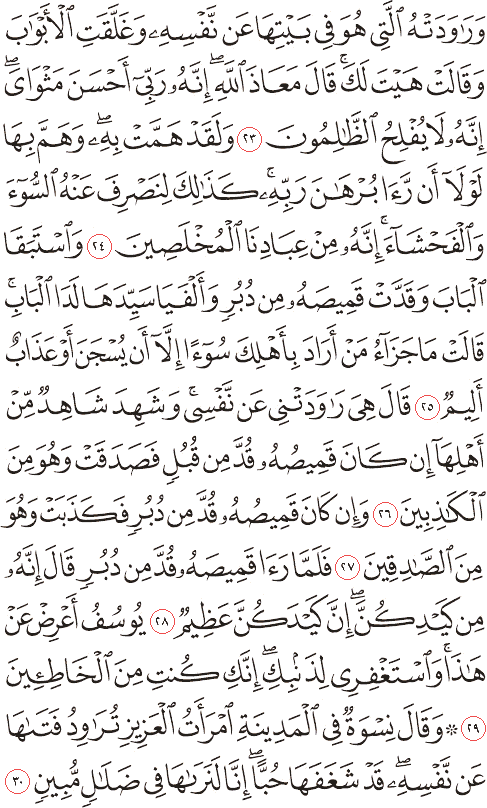 وَرَٰوَدَتْهُ ٱلَّتِي هُوَ فِي بَيْتِهَا عَن نَّفْسِهِۦ وَغَلَّقَتِ ٱلْأَبْوَٰبَ
وَقَالَتْ هَيْتَ لَكَۚ قَالَ مَعَاذَ ٱللَّهِۖ إِنَّهُۥ رَبِّيٓ أَحْسَنَ مَثْوَايَۖ
إِنَّهُۥ لَا يُفْلِحُ ٱلظَّٰلِمُونَ ٢٣ وَلَقَدْ هَمَّتْ بِهِۦۖ وَهَمَّ بِهَا
لَوْلَآ أَن رَّءَا بُرْهَٰنَ رَبِّهِۦۚ كَذَٰلِكَ لِنَصْرِفَ عَنْهُ ٱلسُّوٓءَ
وَٱلْفَحْشَآءَۚ إِنَّهُۥ مِنْ عِبَادِنَا ٱلْمُخْلَصِينَ ٢٤ وَٱسْتَبَقَا
ٱلْبَابَ وَقَدَّتْ قَمِيصَهُۥ مِن دُبُرٍ وَأَلْفَيَا سَيِّدَهَا لَدَا ٱلْبَابِۚ
قَالَتْ مَا جَزَآءُ مَنْ أَرَادَ بِأَهْلِكَ سُوٓءًا إِلَّآ أَن يُسْجَنَ أَوْ عَذَابٌ
أَلِيمٌ ٢٥ قَالَ هِيَ رَٰوَدَتْنِي عَن نَّفْسِيۚ وَشَهِدَ شَاهِدٌ مِّنْ
أَهْلِهَآ إِن كَانَ قَمِيصُهُۥ قُدَّ مِن قُبُلٍ فَصَدَقَتْ وَهُوَ مِنَ
ٱلْكَٰذِبِينَ ٢٦ وَإِن كَانَ قَمِيصُهُۥ قُدَّ مِن دُبُرٍ فَكَذَبَتْ وَهُوَ
مِنَ ٱلصَّٰدِقِينَ ٢٧ فَلَمَّا رَءَا قَمِيصَهُۥ قُدَّ مِن دُبُرٍ قَالَ إِنَّهُۥ
مِن كَيْدِكُنَّۖ إِنَّ كَيْدَكُنَّ عَظِيمٌ ٢٨ يُوسُفُ أَعْرِضْ عَنْ
هَٰذَاۚ وَٱسْتَغْفِرِي لِذَنۢبِكِۖ إِنَّكِ كُنتِ مِنَ ٱلْخَاطِـِٔينَ
٢٩ ۞ وَقَالَ نِسْوَةٌ فِي ٱلْمَدِينَةِ ٱمْرَأَتُ ٱلْعَزِيزِ تُرَٰوِدُ فَتَىٰهَا
عَن نَّفْسِهِۦۖ قَدْ شَغَفَهَا حُبًّاۖ إِنَّا لَنَرَىٰهَا فِي ضَلَٰلٍ مُّبِينٍ ٣٠